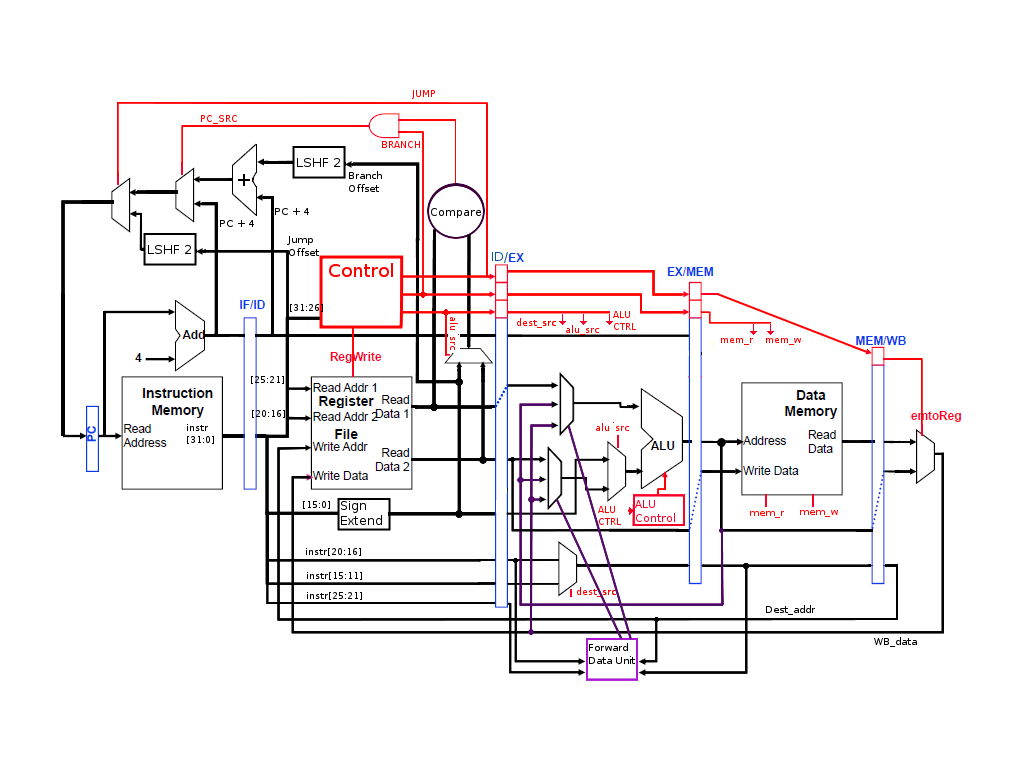 JUMP
PC_SRC
BRANCH
LSHF 2
Branch
Offset
+
PC + 4
PC + 4
Compare
LSHF 2
Jump
Offset
Control
ID/EX
EX/MEM
IF/ID
[31:26]
dest_src
alu_src
ALU
CTRL
alu_src
mem_r
mem_w
MEM/WB
Add
4
RegWrite
[25:21]
[20:16]
Instruction
Memory
instr
[31:0]
Read
Address
PC
Read Addr 1
Register
Read
Data 1
Read Addr 2
File
Write Addr
Read
Data 2
Write Data
alu_src
ALU
Data
Memory
Address
Read
Data
Write Data
emtoReg
[15:0]
Sign
Extend
ALU
CTRL
ALU
Control
mem_r
mem_w
instr[20:16]
instr[15:11]
instr[25:21]
dest_src
Dest_addr
WB_data
Forward
Data Unit